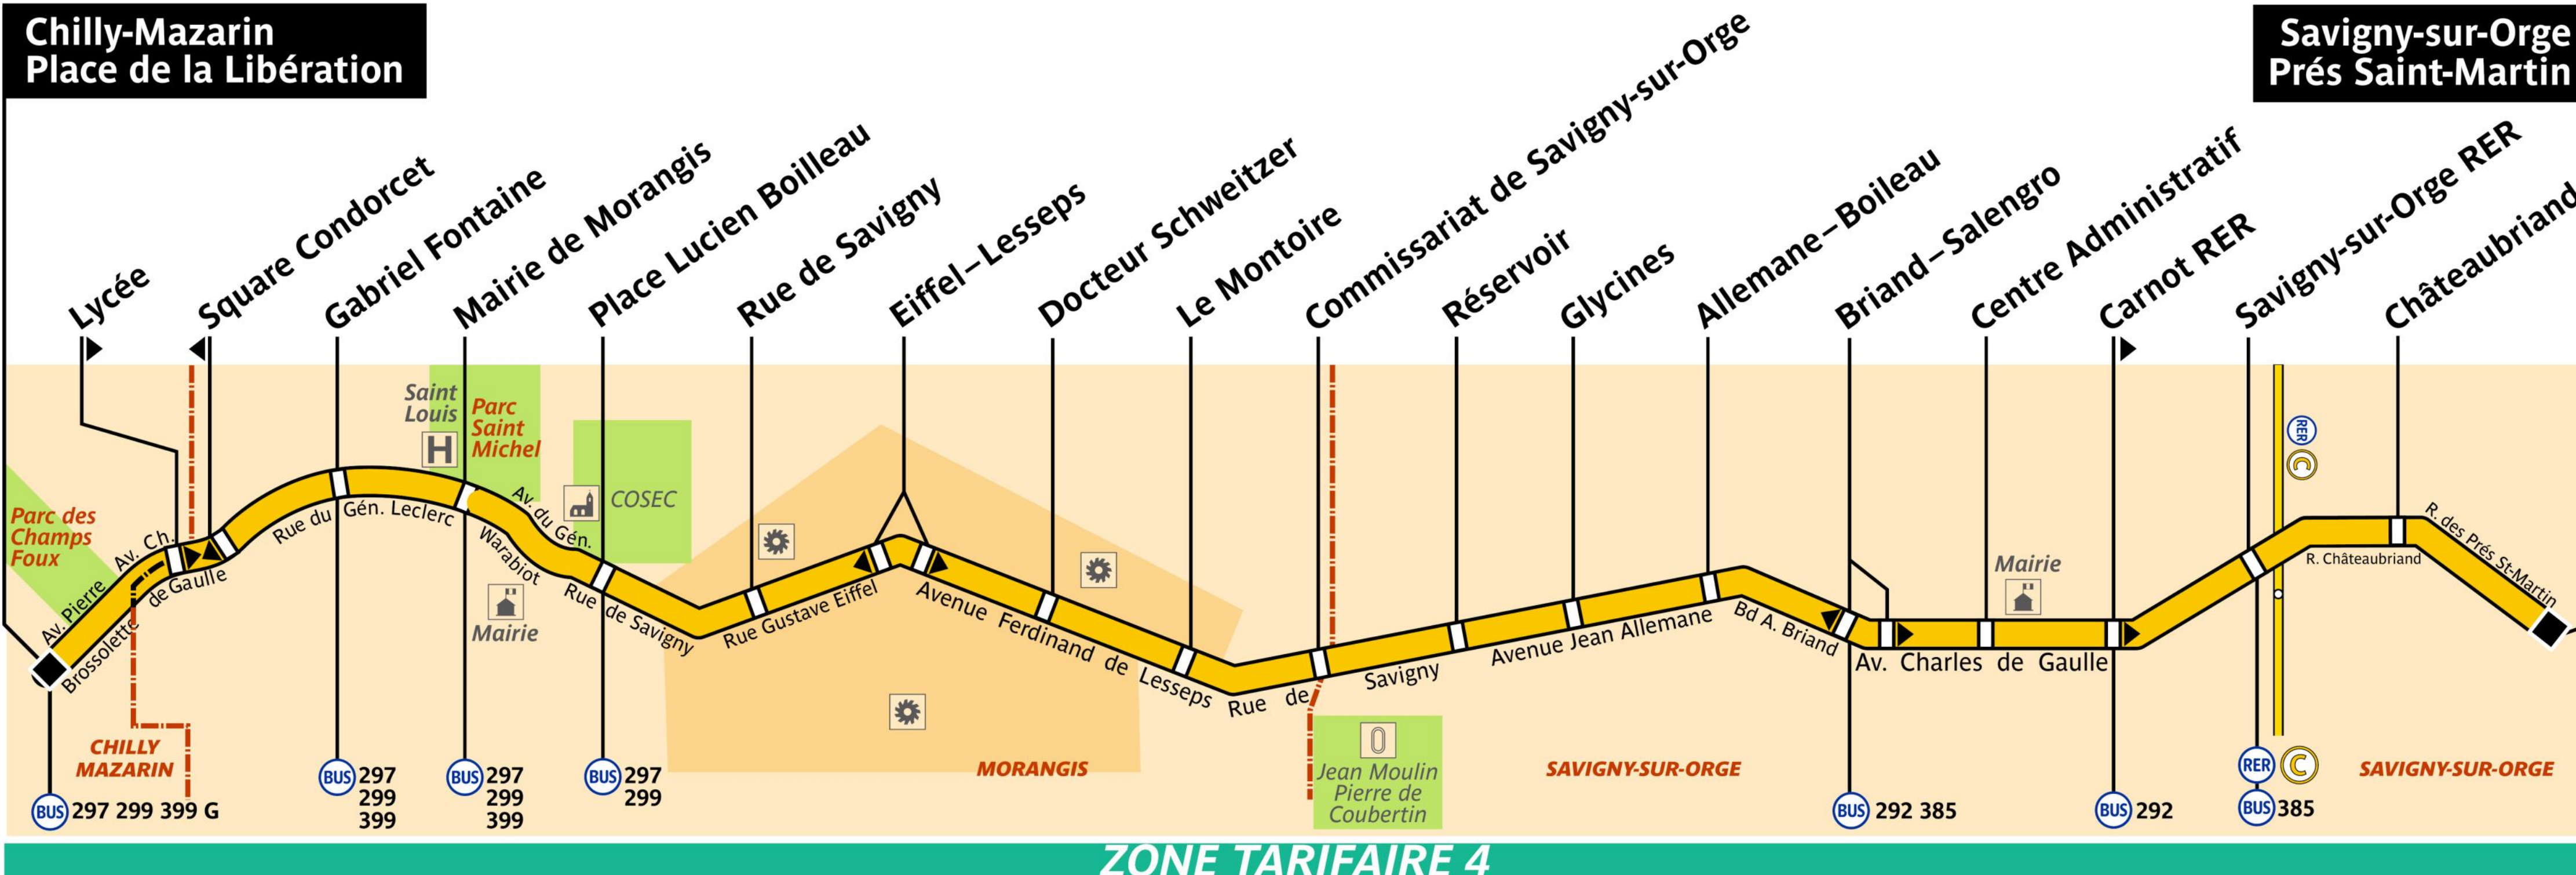 Chilly-Mazarin
Place de la Libération
Savigny-sur-Orge
Prés Saint-Martin
Lycée
Square Condorcet
Gabriel Fontaine
Mairie de Morangis
Place Lucien Boilleau
Rue de Savigny
Eiffel–Lesseps
Docteur Schweitzer
Le Montoire
Commissariat de Savigny-sur-Orge
Réservoir
Glycines
Allemane–Boileau
Briand–Salengro
Centre Administratif
Carnot RER
Savigny-sur-Orge RER
Châteaubriand
Parc des
Champs
Foux
Av. Pierre
Brossolette
Av. Ch.
de Gaulle
Rue du Gén. Leclerc
Saint
Louis
H
Parc
Saint
Michel
Av. du Gén.
Warabiot
Mairie
COSEC
Rue de Savigny
Rue Gustave Eiffel
Avenue Ferdinand de Lesseps
Rue de Savigny
Avenue Jean Allemane
Bd A. Briand
Av. Charles de Gaulle
Mairie
RER
C
R. Châteaubriand
R. des Prés St-Martin
CHILLY
MAZARIN
MORANGIS
SAVIGNY-SUR-ORGE
SAVIGNY-SUR-ORGE
Jean Moulin
Pierre de
Coubertin
BUS 297 299 399 G
BUS 297
299
399
BUS 297
299
399
BUS 297
299
BUS 292 385
BUS 292
RER C
BUS 385
ZONE TARIFAIRE 4